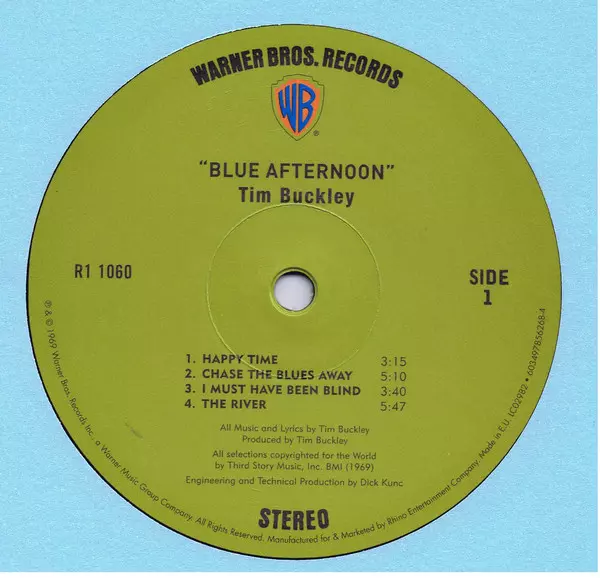 WARNER BROS. RECORDS
WB
®
"BLUE AFTERNOON"
Tim Buckley
R1 1060
SIDE
1
1. HAPPY TIME 3:15
2. CHASE THE BLUES AWAY 5:10
3. I MUST HAVE BEEN BLIND 3:40
4. THE RIVER 5:47
All Music and Lyrics by Tim Buckley
Produced by Tim Buckley
All selections copyrighted for the World
by Third Story Music, Inc. BMI (1969)
Engineering and Technical Production by Dick Kunc
STEREO
℗ & © 1969 Warner Bros. Records Inc., a Warner Music Group Company. All Rights Reserved. Manufactured for & Marketed by Rhino Entertainment Company. Made in E.U. LC02982 • 603497856268-4